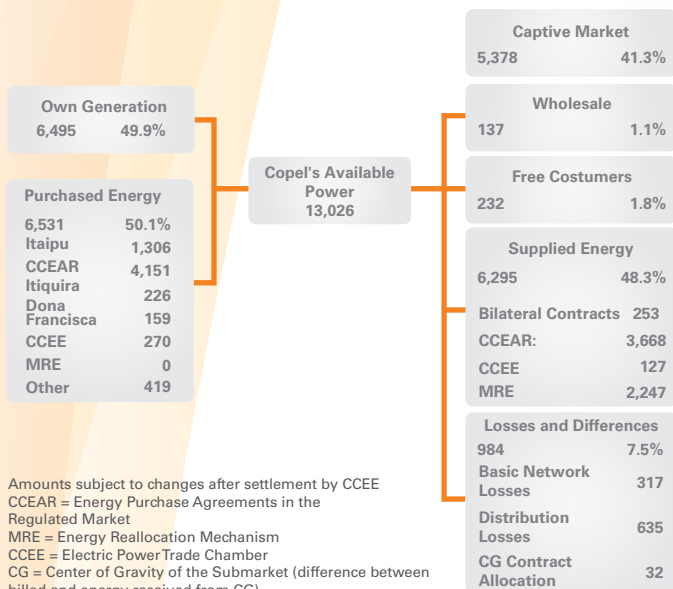 Own Generation
6,495 49.9%
Purchased Energy
6,531 50.1%
Itaipu 1,306
CCEAR 4,151
Itiquira 226
Dona
Francisca 159
CCEE 270
MRE 0
Other 419
Copel's Available
Power
13,026
Captive Market
5,378 41.3%
Wholesale
137 1.1%
Free Costumers
232 1.8%
Supplied Energy
6,295 48.3%
Bilateral Contracts 253
CCEAR: 3,668
CCEE 127
MRE 2,247
Losses and Differences
984 7.5%
Basic Network
Losses 317
Distribution
Losses 635
CG Contract
Allocation 32
Amounts subject to changes after settlement by CCEE
CCEAR = Energy Purchase Agreements in the
Regulated Market
MRE = Energy Reallocation Mechanism
CCEE = Electric Power Trade Chamber
CG = Center of Gravity of the Submarket (difference between
billed and energy received from CG)